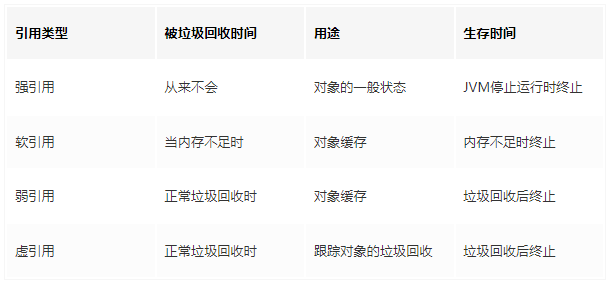 引用类型 被垃圾回收时间 用途 生存时间
强引用 从来不会 对象的一般状态 JVM停止运行时终止
软引用 当内存不足时 对象缓存 内存不足时终止
弱引用 正常垃圾回收时 对象缓存 垃圾回收后终止
虚引用 正常垃圾回收时 跟踪对象的垃圾回收 垃圾回收后终止